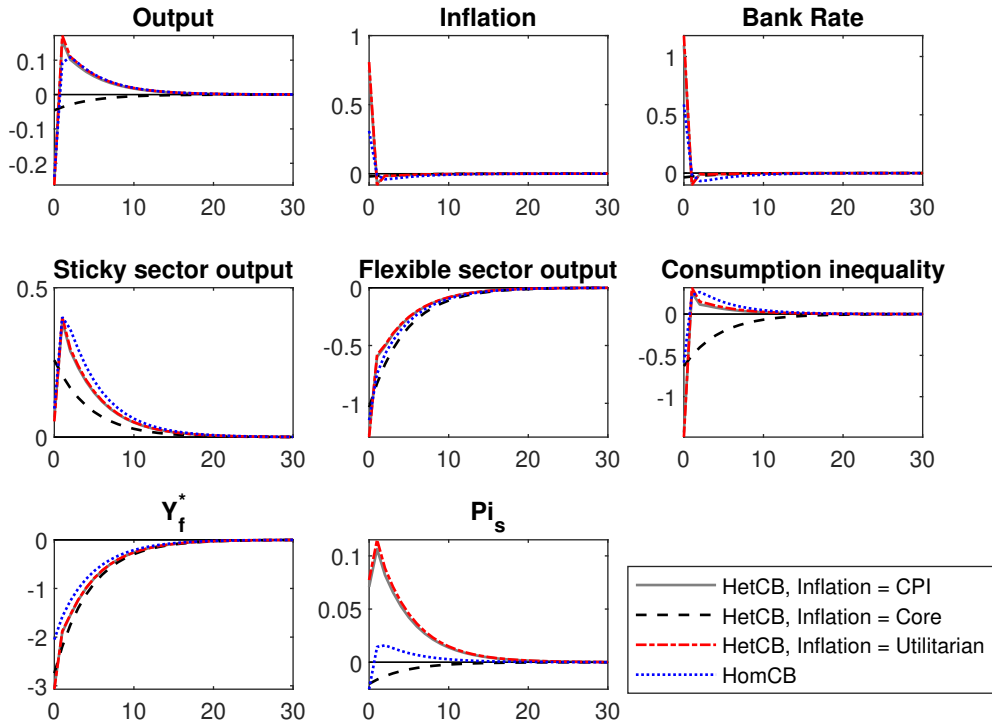 Output
Inflation
Bank Rate
0.1
0
-0.1
-0.2
0 10 20 30
1
0.5
0
0 10 20 30
1
0.5
0
0 10 20 30
Sticky sector output
Flexible sector output
Consumption inequality
0.5
0
0 10 20 30
0
-0.5
-1
0 10 20 30
0
-0.5
-1
0 10 20 30
Y*f
Pis
0
-1
-2
-3
0 10 20 30
0.1
0.05
0
0 10 20 30
HetCB, Inflation = CPI
HetCB, Inflation = Core
HetCB, Inflation = Utilitarian
HomCB